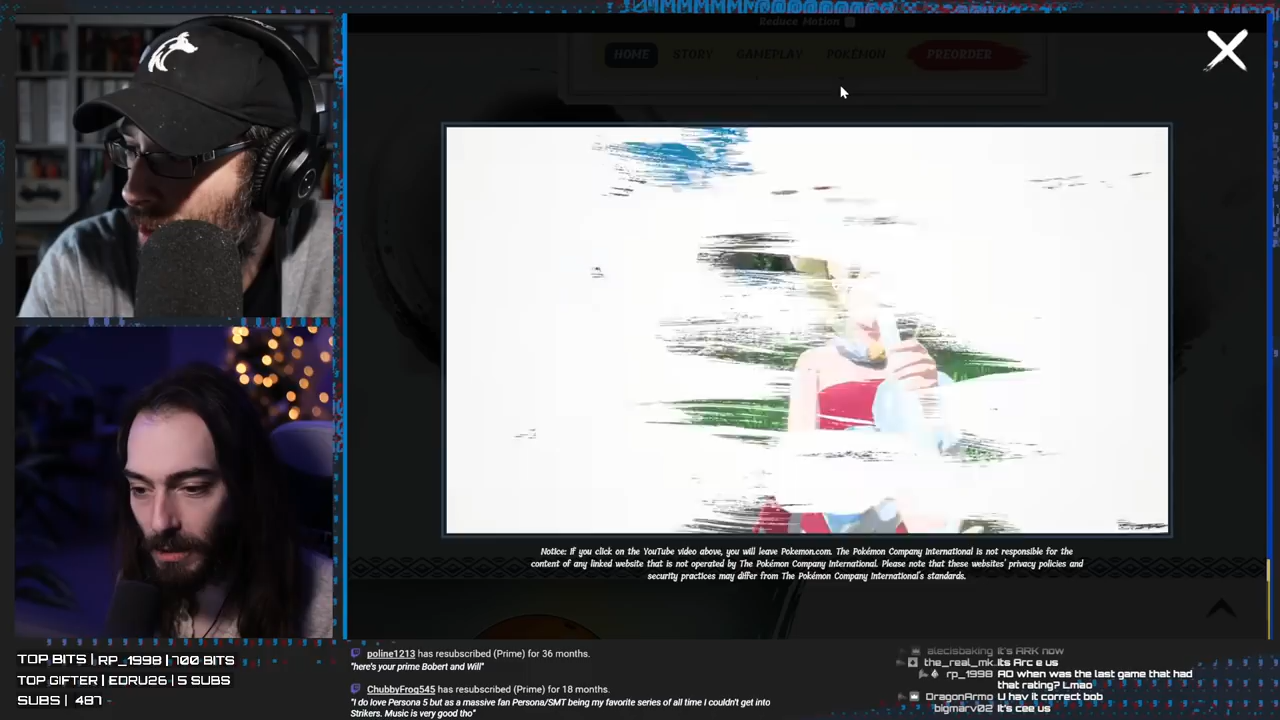 Reduce Motion
HOME STORY GAMEPLAY POKÉMON PREORDER
Notice: If you click on the YouTube video above, you will leave Pokemon.com. The Pokémon Company International is not responsible for the
content of any linked website that is not operated by The Pokémon Company International. Please note that these websites' privacy policies and
security practices may differ from The Pokémon Company International's standards.
TOP BITS | RP_1998 | 700 BITS
TOP GIFTER | EDRU26 | 5 SUBS
SUBS | 487
poline1213 has resubscribed (Prime) for 36 months.
"here's your prime Bobert and Will"
ChubbyFrog545 has resubscribed (Prime) for 18 months.
"I do love Persona 5 but as a massive fan Persona/SMT being my favorite series of all time I couldn't get into
Strikers. Music is very good tho"
alecisbaking It's ARK now
the_real_mk. It's Arc e us
rp_1998 AO when was the last game that had
that rating? Lmao
DragonArmo U hav it correct bob
bigmarv02 It's cee us